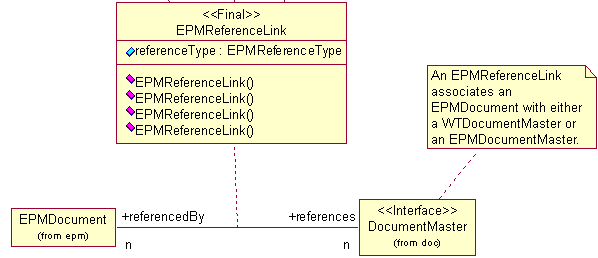 <<Final>>
EPMReferenceLink
referenceType : EPMReferenceType
EPMReferenceLink()
EPMReferenceLink()
EPMReferenceLink()
EPMReferenceLink()
An EPMReferenceLink
associates an
EPMDocument with either
a WTDocumentMaster or
an EPMDocumentMaster.
EPMDocument
(from epm)
+referencedBy
n
+references
n
<<Interface>>
DocumentMaster
(from doc)